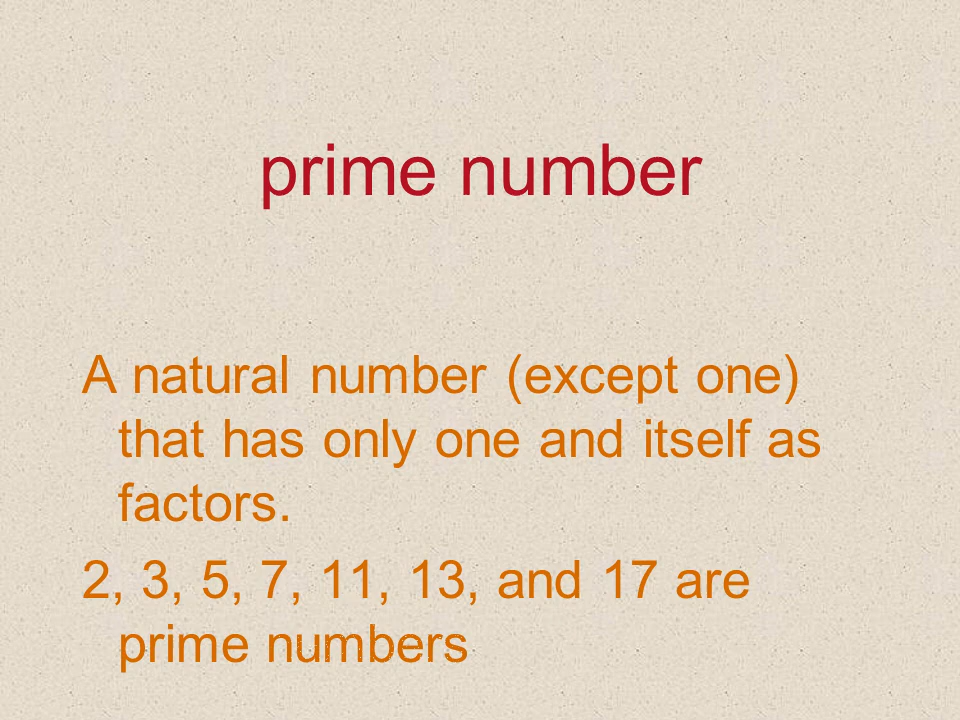 prime number
A natural number (except one)
that has only one and itself as
factors.
2, 3, 5, 7, 11, 13, and 17 are
prime numbers